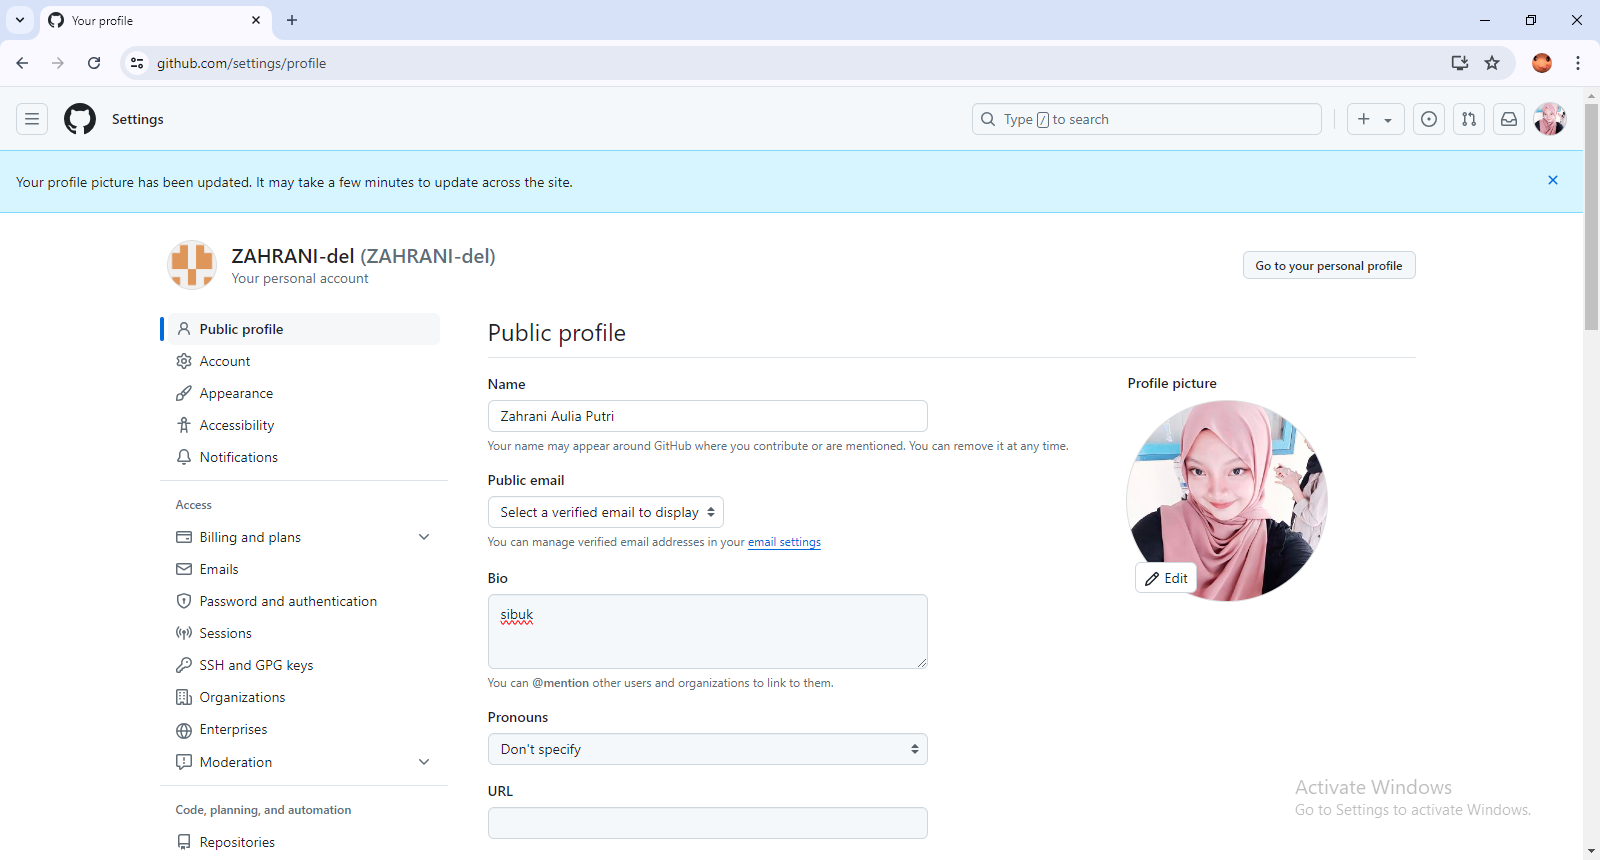 Your profile
github.com/settings/profile
Settings
Type / to search
Your profile picture has been updated. It may take a few minutes to update across the site.
ZAHRANI-del (ZAHRANI-del)
Your personal account
Go to your personal profile
Public profile
Account
Appearance
Accessibility
Notifications
Access
Billing and plans
Emails
Password and authentication
Sessions
SSH and GPG keys
Organizations
Enterprises
Moderation
Code, planning, and automation
Repositories
Public profile
Name
Zahrani Aulia Putri
Your name may appear around GitHub where you contribute or are mentioned. You can remove it at any time.
Public email
Select a verified email to display
You can manage verified email addresses in your email settings
Bio
sibuk
You can @mention other users and organizations to link to them.
Pronouns
Don't specify
URL
Profile picture
Edit
Activate Windows
Go to Settings to activate Windows.